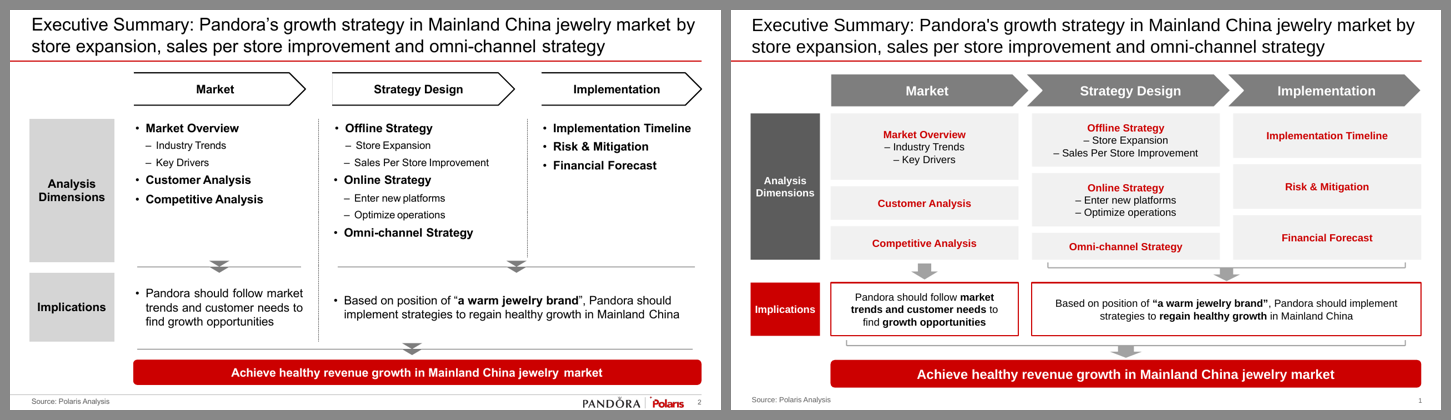 Executive Summary: Pandora’s growth strategy in Mainland China jewelry market by
store expansion, sales per store improvement and omni-channel strategy
Market
Strategy Design
Implementation
Analysis
Dimensions
• Market Overview
– Industry Trends
– Key Drivers
• Customer Analysis
• Competitive Analysis
• Offline Strategy
– Store Expansion
– Sales Per Store Improvement
• Online Strategy
– Enter new platforms
– Optimize operations
• Omni-channel Strategy
• Implementation Timeline
• Risk & Mitigation
• Financial Forecast
Implications
• Pandora should follow market
trends and customer needs to
find growth opportunities
• Based on position of “a warm jewelry brand”, Pandora should
implement strategies to regain healthy growth in Mainland China
Achieve healthy revenue growth in Mainland China jewelry market
Source: Polaris Analysis
PANDÖRA
Polaris
2
Executive Summary: Pandora's growth strategy in Mainland China jewelry market by
store expansion, sales per store improvement and omni-channel strategy
Market
Strategy Design
Implementation
Analysis
Dimensions
Market Overview
– Industry Trends
– Key Drivers
Customer Analysis
Competitive Analysis
Offline Strategy
– Store Expansion
– Sales Per Store Improvement
Online Strategy
– Enter new platforms
– Optimize operations
Omni-channel Strategy
Implementation Timeline
Risk & Mitigation
Financial Forecast
Implications
Pandora should follow market
trends and customer needs to
find growth opportunities
Based on position of “a warm jewelry brand”, Pandora should implement
strategies to regain healthy growth in Mainland China
Achieve healthy revenue growth in Mainland China jewelry market
Source: Polaris Analysis
1